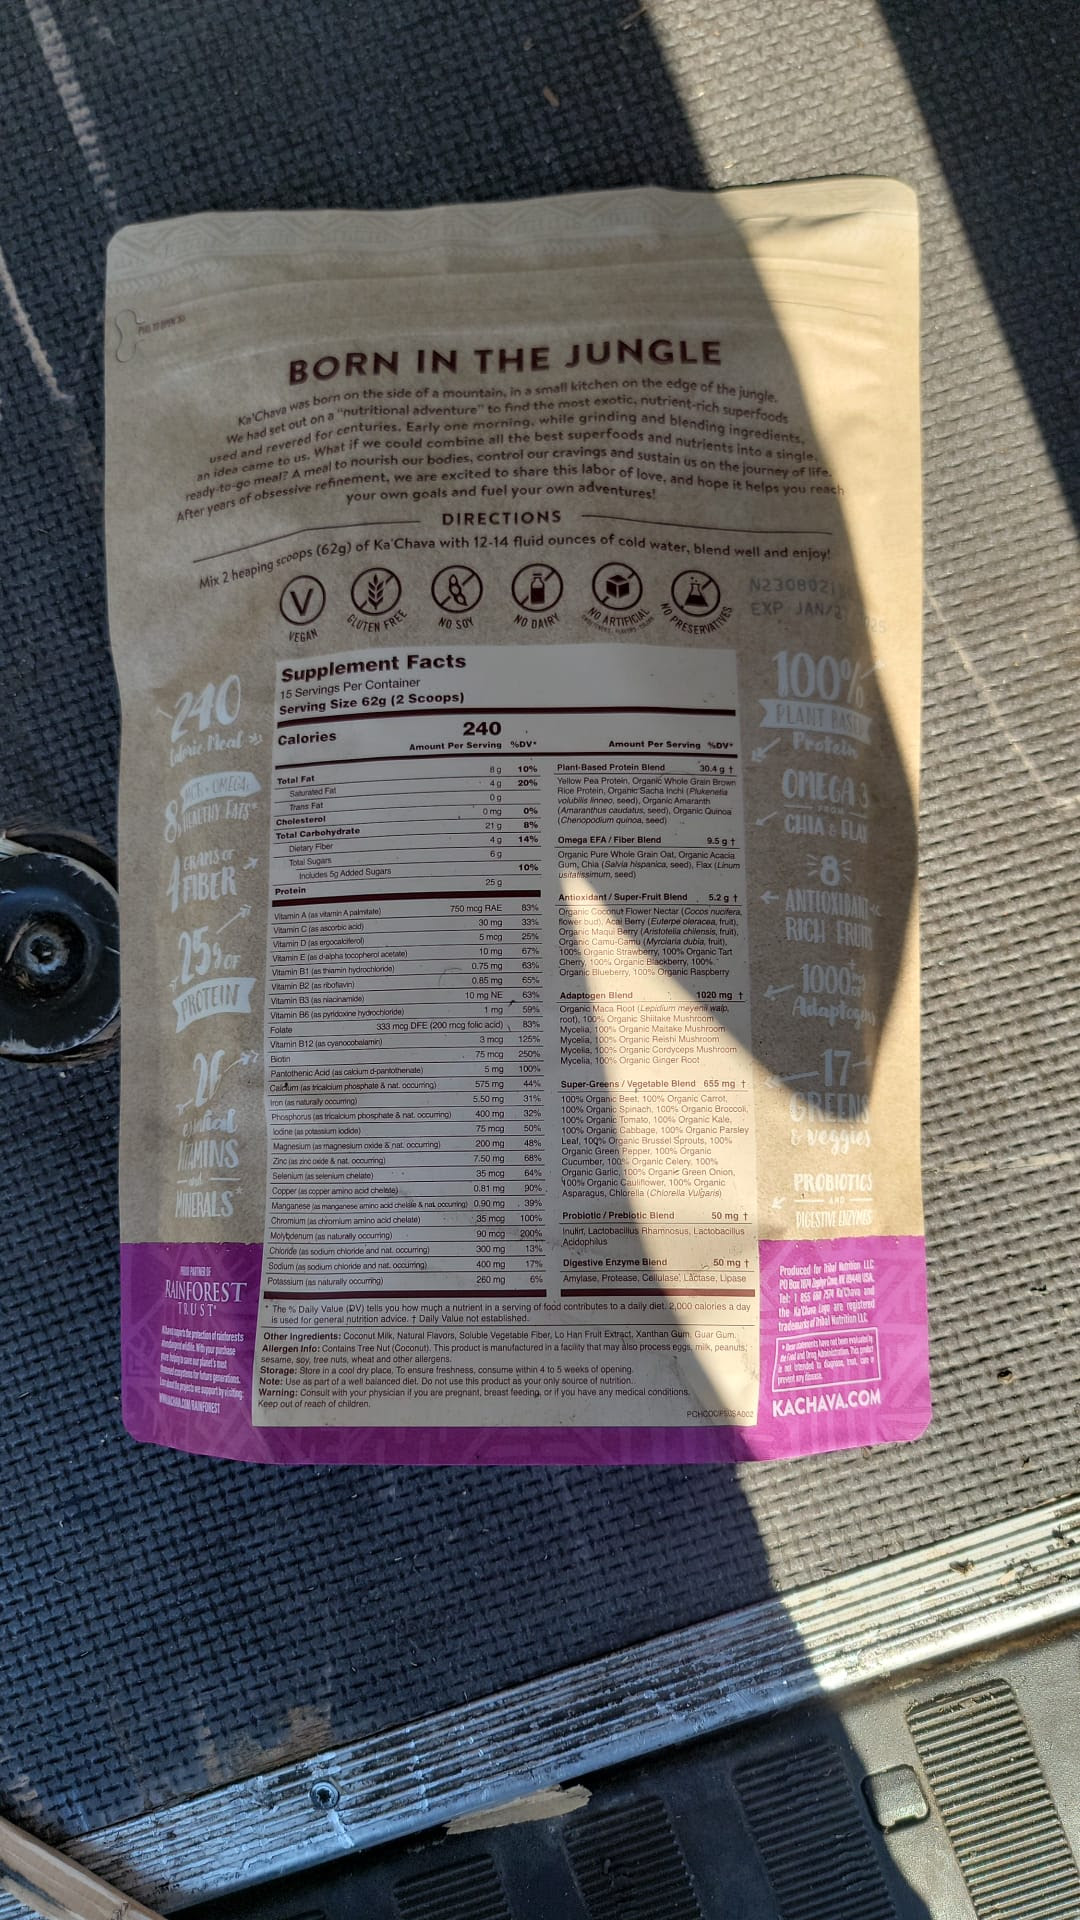 PULL TO OPEN
BORN IN THE JUNGLE
Ka'Chava was born on the side of a mountain, in a small kitchen on the edge of the jungle.
We had set out on a "nutritional adventure" to find the most exotic, nutrient-rich superfoods
used and revered for centuries. Early one morning, while grinding and blending ingredients,
an idea came to us. What if we could combine all the best superfoods and nutrients into a single,
ready-to-go meal? A meal to nourish our bodies, control our cravings and sustain us on the journey of life.
After years of obsessive refinement, we are excited to share this labor of love, and hope it helps you reach
your own goals and fuel your own adventures!
DIRECTIONS
Mix 2 heaping scoops (62g) of Ka'Chava with 12-14 fluid ounces of cold water, blend well and enjoy!
VEGAN
GLUTEN FREE
NO SOY
NO DAIRY
NO ARTIFICIAL
NO PRESERVATIVES
EXP JAN/2
240
Caloric Meal
HEALTHY FATS*
4 GRAMS OF
FIBER
25g OF
PROTEIN
MINERALS*
Supplement Facts
15 Servings Per Container
Serving Size 62g (2 Scoops)
Calories 240
Amount Per Serving %DV*
Total Fat 8 g 10%
Saturated Fat 4 g 20%
Trans Fat 0 g
Cholesterol 0 mg 0%
Total Carbohydrate 21 g 8%
Dietary Fiber 4 g 14%
Total Sugars 6 g
Includes 5g Added Sugars 10%
Protein 25 g
Vitamin A (as vitamin A palmitate) 750 mcg RAE 83%
Vitamin C (as ascorbic acid) 30 mg 33%
Vitamin D (as ergocalciferol) 5 mcg 25%
Vitamin E (as d-alpha tocopherol acetate) 10 mg 67%
Vitamin B1 (as thiamin hydrochloride) 0.75 mg 63%
Vitamin B2 (as riboflavin) 0.85 mg 65%
Vitamin B3 (as niacinamide) 10 mg NE 63%
Vitamin B6 (as pyridoxine hydrochloride) 1 mg 59%
Folate 333 mcg DFE (200 mcg folic acid) 83%
Vitamin B12 (as cyanocobalamin) 3 mcg 125%
Biotin 75 mcg 250%
Pantothenic Acid (as calcium d-pantothenate) 5 mg 100%
Calcium (as tricalcium phosphate & nat. occurring) 575 mg 44%
Iron (as naturally occurring) 5.50 mg 31%
Phosphorus (as tricalcium phosphate & nat. occurring) 400 mg 32%
Iodine (as potassium iodide) 75 mcg 50%
Magnesium (as magnesium oxide & nat. occurring) 200 mg 48%
Zinc (as zinc oxide & nat. occurring) 7.50 mg 68%
Selenium (as selenium chelate) 35 mcg 64%
Copper (as copper amino acid chelate) 0.81 mg 90%
Manganese (as manganese amino acid chelate & nat. occurring) 0.90 mg 39%
Chromium (as chromium amino acid chelate) 35 mcg 100%
Molybdenum (as naturally occurring) 90 mcg 200%
Chloride (as sodium chloride and nat. occurring) 300 mg 13%
Sodium (as sodium chloride and nat. occurring) 400 mg 17%
Potassium (as naturally occurring) 260 mg 6%
Amount Per Serving %DV*
Plant-Based Protein Blend 30.4 g †
Yellow Pea Protein, Organic Whole Grain Brown
Rice Protein, Organic Sacha Inchi (Plukenetia
volubilis linneo, seed), Organic Amaranth
(Amaranthus caudatus, seed), Organic Quinoa
(Chenopodium quinoa, seed)
Omega EFA / Fiber Blend 9.5 g †
Organic Pure Whole Grain Oat, Organic Acacia
Gum, Chia (Salvia hispanica, seed), Flax (Linum
usitatissimum, seed)
Antioxidant / Super-Fruit Blend 5.2 g †
Organic Coconut Flower Nectar (Cocos nucifera,
flower bud), Acai Berry (Euterpe oleracea, fruit),
Organic Maqui Berry (Aristotelia chilensis, fruit),
Organic Camu-Camu (Myrciaria dubia, fruit),
100% Organic Strawberry, 100% Organic Tart
Cherry, 100% Organic Blackberry, 100%
Organic Blueberry, 100% Organic Raspberry
Adaptogen Blend 1020 mg †
Organic Maca Root (Lepidium meyenii walp,
root), 100% Organic Shiitake Mushroom
Mycelia, 100% Organic Maitake Mushroom
Mycelia, 100% Organic Reishi Mushroom
Mycelia, 100% Organic Cordyceps Mushroom
Mycelia, 100% Organic Ginger Root
Super-Greens / Vegetable Blend 655 mg †
100% Organic Beet, 100% Organic Carrot,
100% Organic Spinach, 100% Organic Broccoli,
100% Organic Tomato, 100% Organic Kale,
100% Organic Cabbage, 100% Organic Parsley
Leaf, 100% Organic Brussel Sprouts, 100%
Organic Green Pepper, 100% Organic
Cucumber, 100% Organic Celery, 100%
Organic Garlic, 100% Organic Green Onion,
100% Organic Cauliflower, 100% Organic
Asparagus, Chlorella (Chlorella Vulgaris)
Probiotic / Prebiotic Blend 50 mg †
Inulin, Lactobacillus Rhamnosus, Lactobacillus
Acidophilus
Digestive Enzyme Blend 50 mg †
Amylase, Protease, Cellulase, Lactase, Lipase
* The % Daily Value (DV) tells you how much a nutrient in a serving of food contributes to a daily diet. 2,000 calories a day
is used for general nutrition advice. † Daily Value not established.
Other Ingredients: Coconut Milk, Natural Flavors, Soluble Vegetable Fiber, Lo Han Fruit Extract, Xanthan Gum, Guar Gum.
Allergen Info: Contains Tree Nut (Coconut). This product is manufactured in a facility that may also process eggs, milk, peanuts,
sesame, soy, tree nuts, wheat and other allergens.
Storage: Store in a cool dry place. To ensure freshness, consume within 4 to 5 weeks of opening.
Note: Use as part of a well balanced diet. Do not use this product as your only source of nutrition.
Warning: Consult with your physician if you are pregnant, breast feeding, or if you have any medical conditions.
Keep out of reach of children.
100%
PLANT BASED
Protein
OMEGA 3
FROM
CHIA & FLAX
8
ANTIOXIDANT
RICH FRUITS
1000mg
Adaptogens
17
GREENS
& veggies
PROBIOTICS
AND
DIGESTIVE ENZYMES
PROUD PARTNER OF
RAINFOREST
TRUST
Produced for Tribal Nutrition LLC
the Ka'Chava Logo are registered
trademarks of Tribal Nutrition LLC
KACHAVA.COM